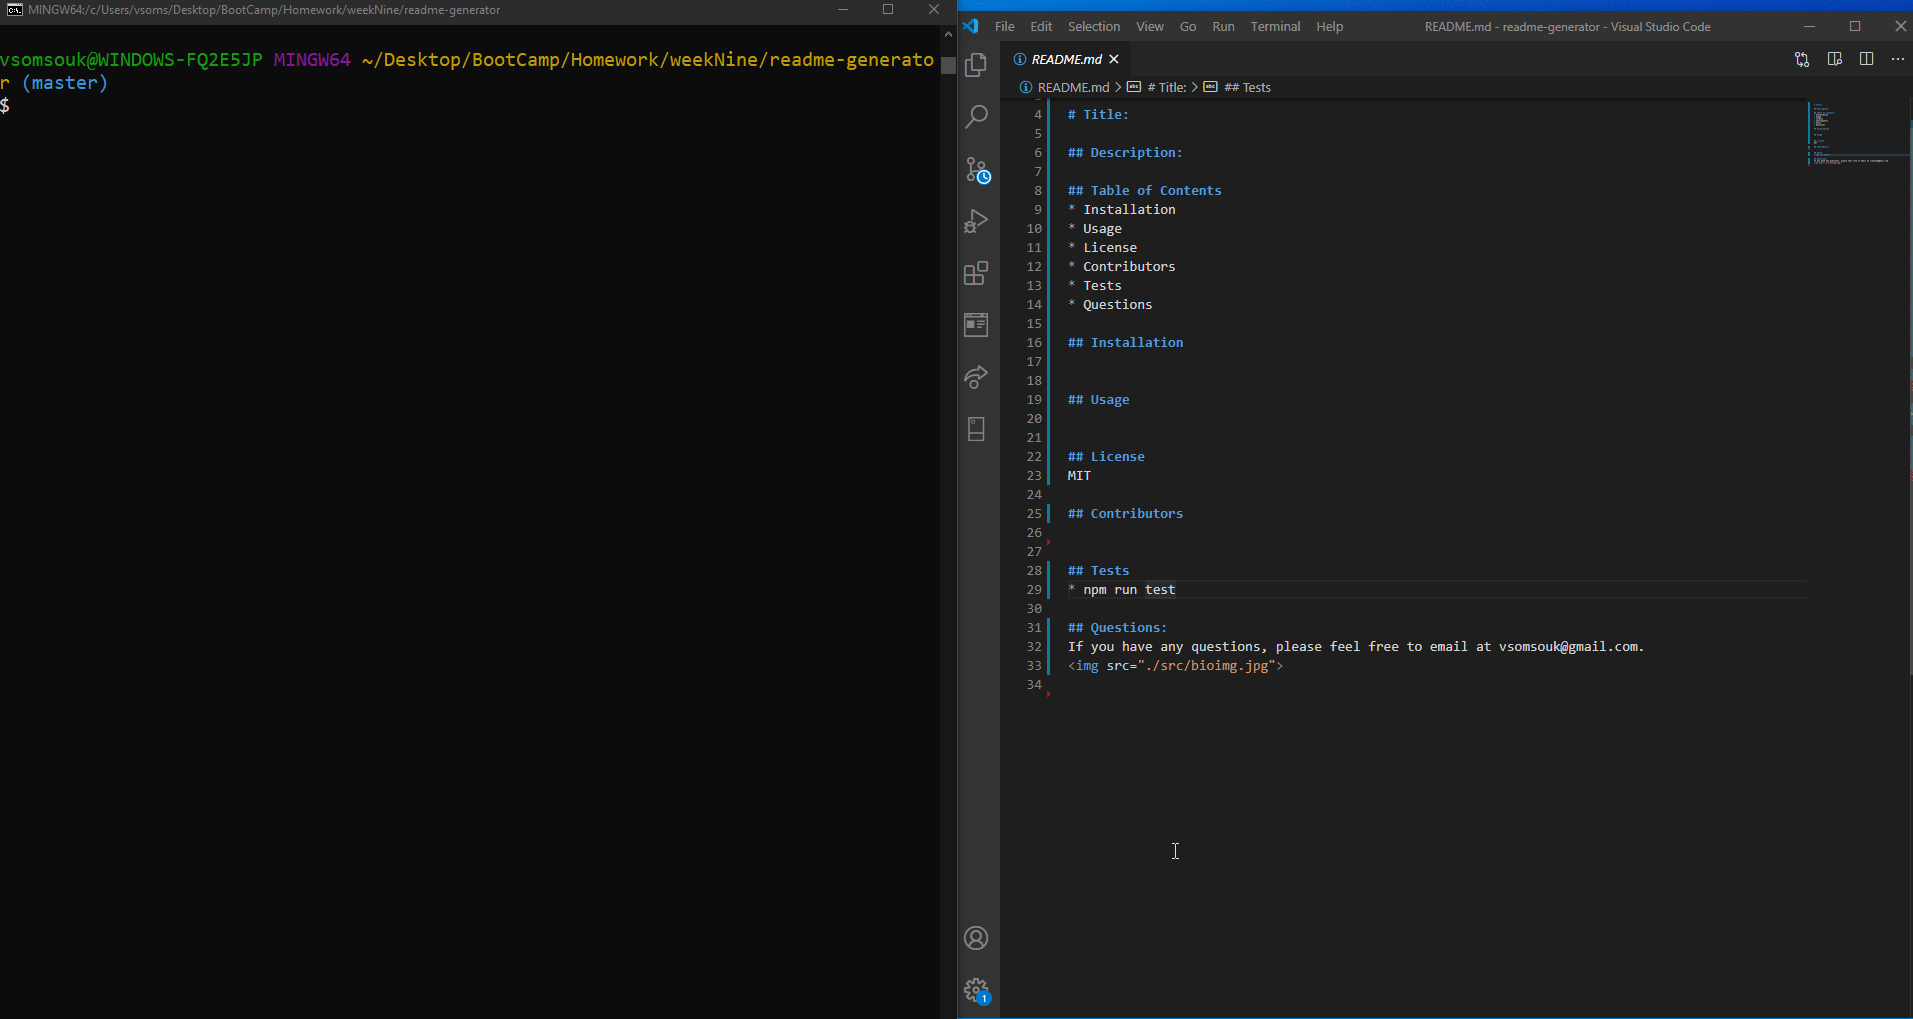 MINGW64:/c/Users/vsoms/Desktop/BootCamp/Homework/weekNine/readme-generator
vsomsouk@WINDOWS-FQ2E5JP MINGW64 ~/Desktop/BootCamp/Homework/weekNine/readme-generato
r (master)
$
File Edit Selection View Go Run Terminal Help README.md - readme-generator - Visual Studio Code
README.md
README.md > # Title: > ## Tests
4 # Title:
5
6 ## Description:
7
8 ## Table of Contents
9 * Installation
10 * Usage
11 * License
12 * Contributors
13 * Tests
14 * Questions
15
16 ## Installation
17
18
19 ## Usage
20
21
22 ## License
23 MIT
24
25 ## Contributors
26
27
28 ## Tests
29 * npm run test
30
31 ## Questions:
32 If you have any questions, please feel free to email at vsomsouk@gmail.com.
33 <img src="./src/bioimg.jpg">
34
1